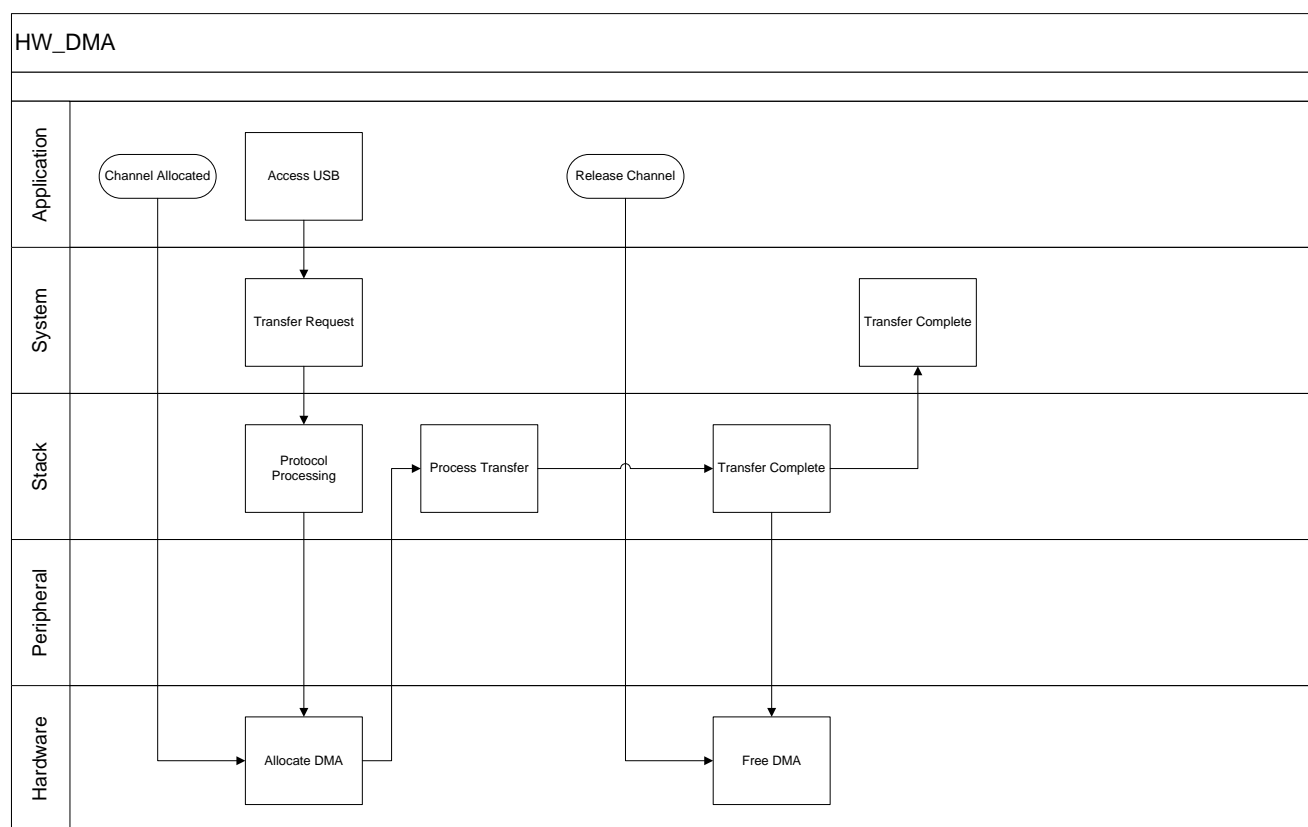 HW_DMA
Application
Channel Allocated
Access USB
Release Channel
System
Transfer Request
Transfer Complete
Stack
Protocol
Processing
Process Transfer
Transfer Complete
Peripheral
Hardware
Allocate DMA
Free DMA